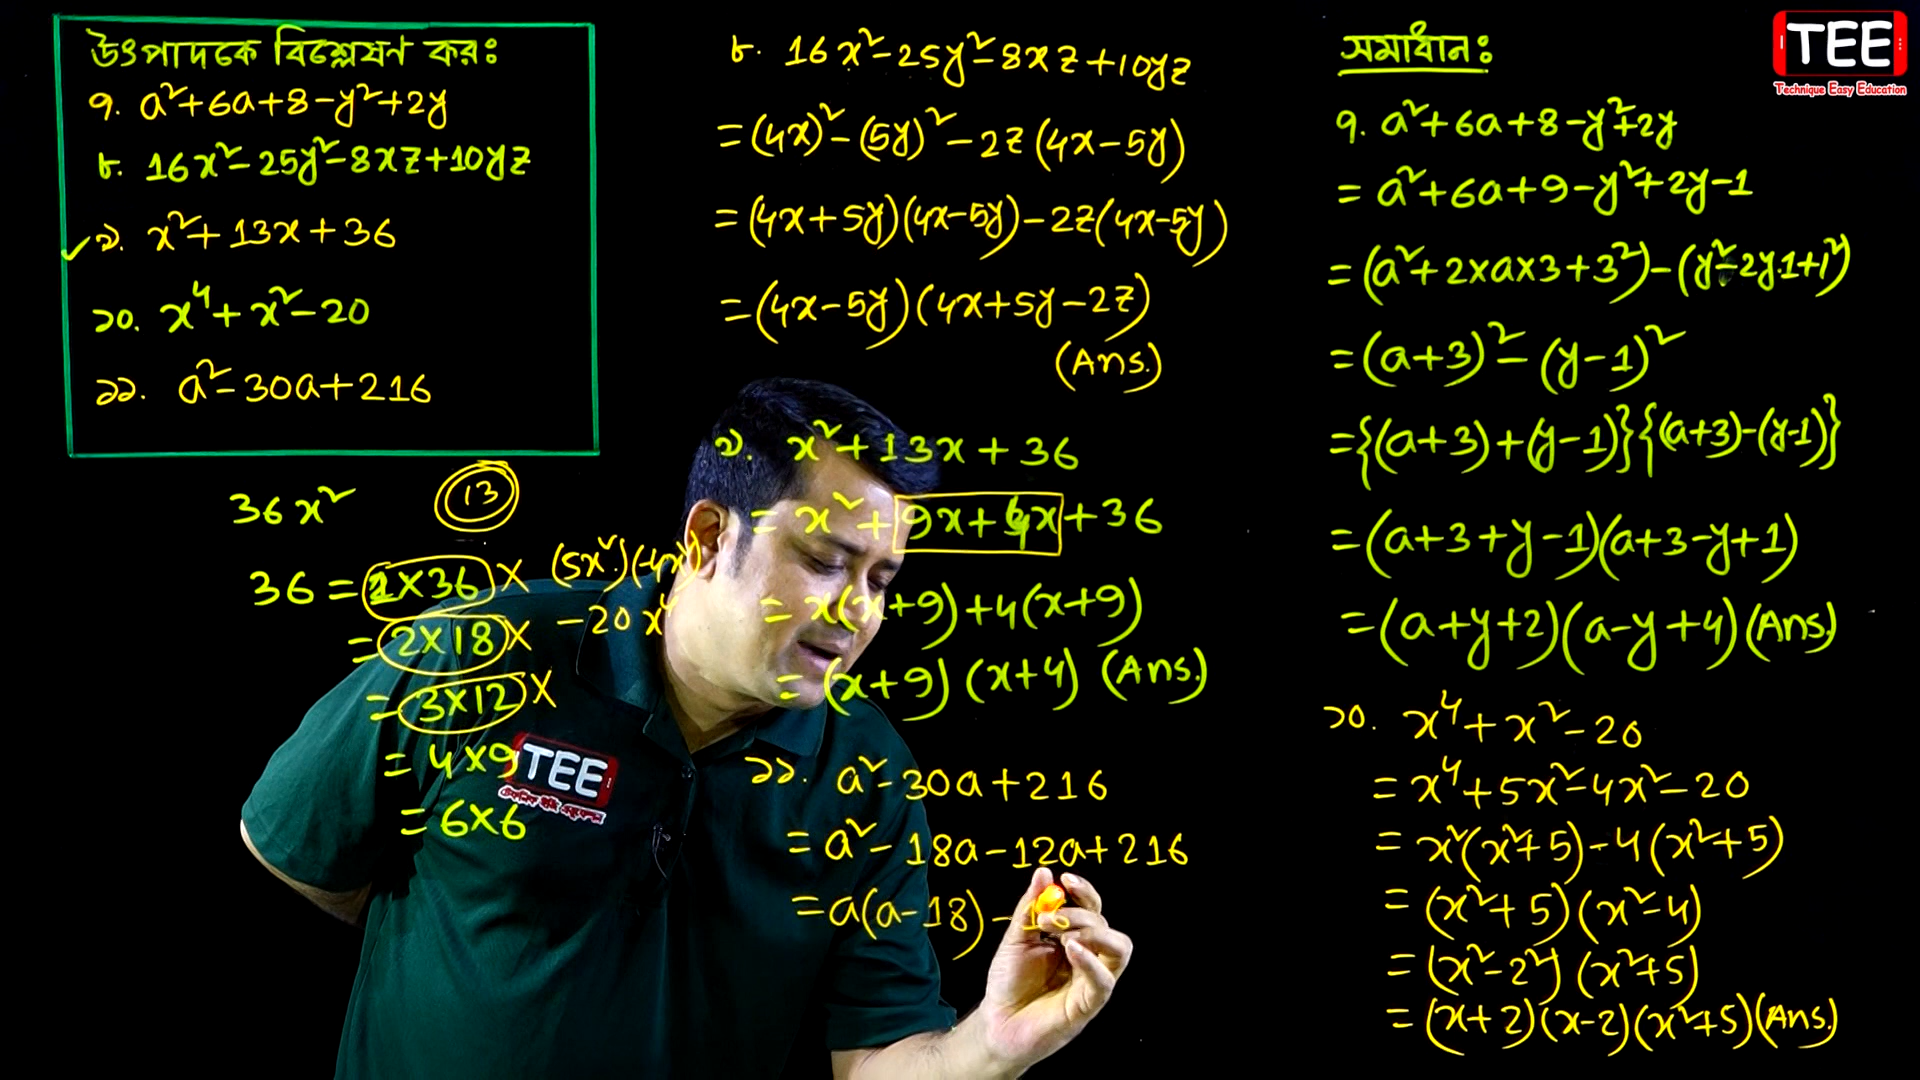 উৎপাদকে বিশ্লেষন করঃ
৭. a²+6a+8-y²+2y
৮. 16x²-25y²-8xz+10yz
৯. x²+13x+36
১০. x⁴+x²-20
১১. a²-30a+216
36x²
13
36 = 1×36 ×
= 2×18 ×
= 3×12 ×
= 4×9
= 6×6
(5x²)(-4x²)
-20x⁴
৮. 16x²-25y²-8xz+10yz
=(4x)²-(5y)²-2z(4x-5y)
=(4x+5y)(4x-5y)-2z(4x-5y)
=(4x-5y)(4x+5y-2z)
(Ans.)
৯. x²+13x+36
= x²+9x+4x+36
= x(x+9)+4(x+9)
= (x+9)(x+4) (Ans.)
১১. a²-30a+216
= a²-18a-12a+216
=a(a-18)-
TEE
টেকনিক ইজি এডুকেশন
সমাধানঃ
৭. a²+6a+8-y²+2y
= a²+6a+9-y²+2y-1
=(a²+2×a×3+3²)-(y²-2y.1+1²)
=(a+3)²-(y-1)²
={(a+3)+(y-1)}{(a+3)-(y-1)}
=(a+3+y-1)(a+3-y+1)
=(a+y+2)(a-y+4)(Ans.)
১০. x⁴+x²-20
= x⁴+5x²-4x²-20
= x²(x²+5)-4(x²+5)
= (x²+5)(x²-4)
= (x²-2²)(x²+5)
= (x+2)(x-2)(x²+5)(Ans.)
TEE
Technique Easy Education